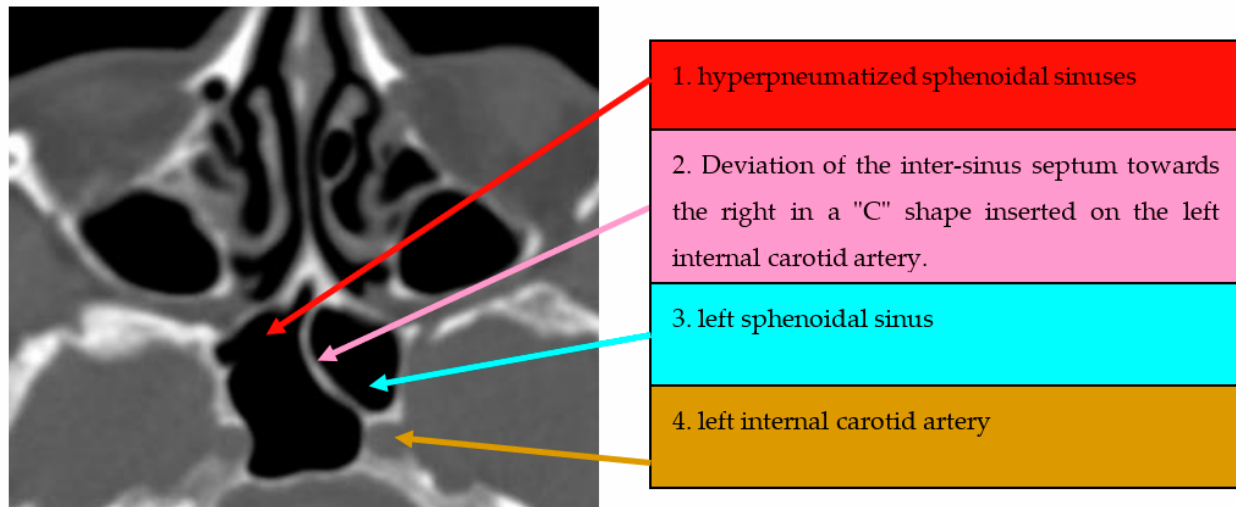 1. hyperpneumatized sphenoidal sinuses
2. Deviation of the inter-sinus septum towards
the right in a "C" shape inserted on the left
internal carotid artery.
3. left sphenoidal sinus
4. left internal carotid artery